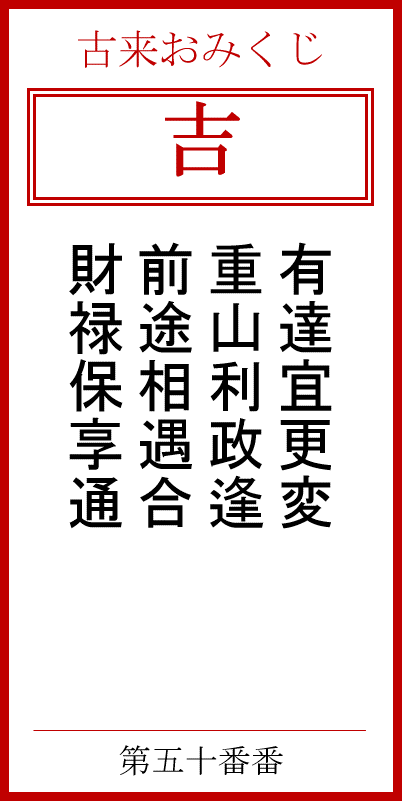 古来おみくじ
吉
有達宜更変
重山利政逢
前途相遇合
財禄保享通
第五十番番